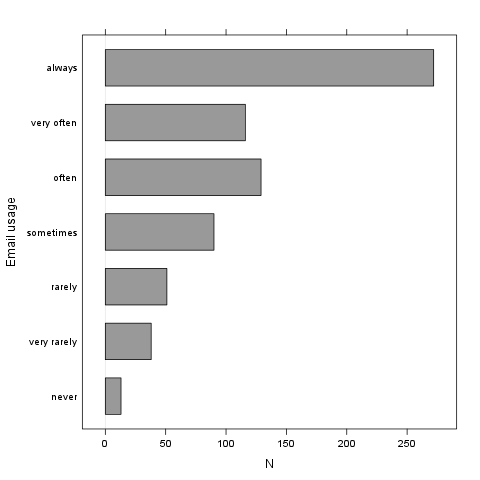 always
very often
often
sometimes
rarely
very rarely
never
Email usage
0 50 100 150 200 250
N